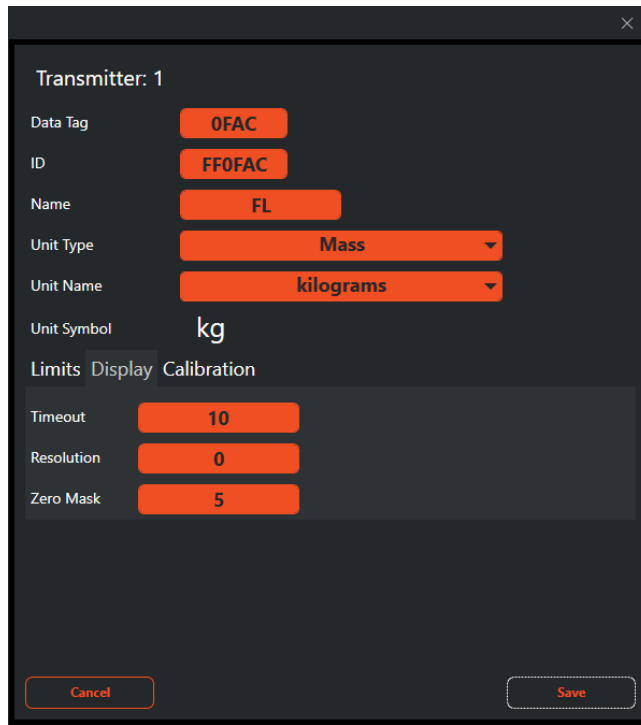 Transmitter: 1
Data Tag 0FAC
ID FF0FAC
Name FL
Unit Type Mass
Unit Name kilograms
Unit Symbol kg
Limits Display Calibration
Timeout 10
Resolution 0
Zero Mask 5
Cancel Save